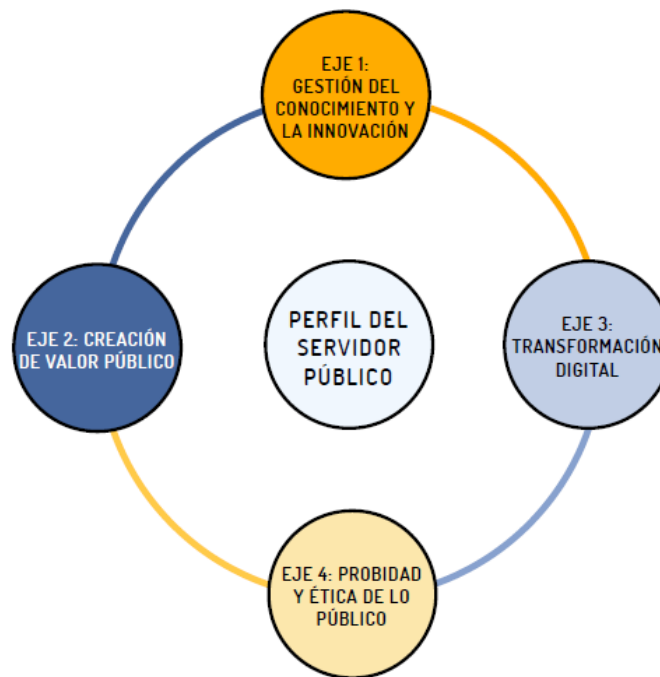 EJE 1:
GESTIÓN DEL
CONOCIMIENTO Y
LA INNOVACIÓN
EJE 2: CREACIÓN
DE VALOR PÚBLICO
PERFIL DEL
SERVIDOR
PÚBLICO
EJE 3:
TRANSFORMACIÓN
DIGITAL
EJE 4: PROBIDAD
Y ÉTICA DE LO
PÚBLICO